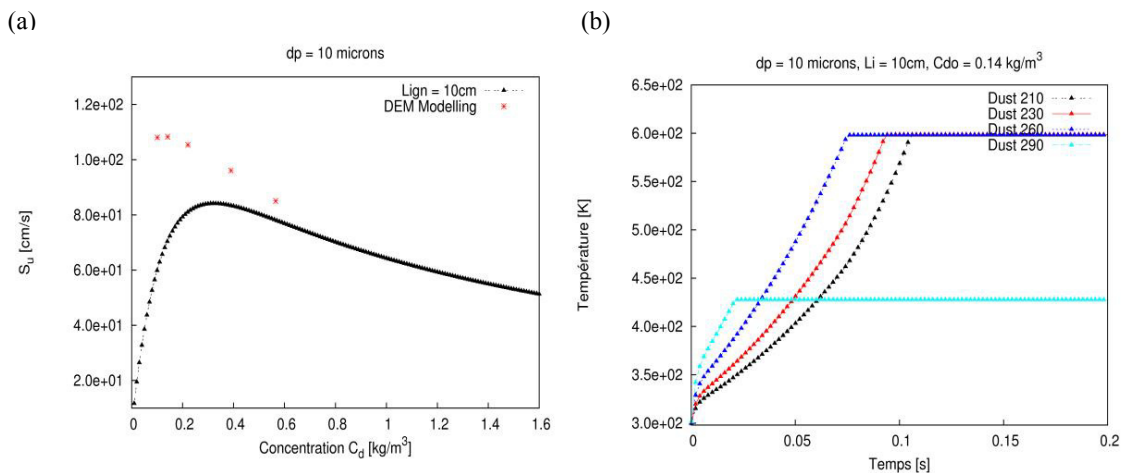 (a)
dp = 10 microns
Lign = 10cm
DEM Modelling
1.2e+02
1.0e+02
8.0e+01
6.0e+01
4.0e+01
2.0e+01
S_u [cm/s]
0 0.2 0.4 0.6 0.8 1 1.2 1.4 1.6
Concentration C_d [kg/m³]
(b)
dp = 10 microns, Li = 10cm, Cdo = 0.14 kg/m³
Dust 210
Dust 230
Dust 260
Dust 290
6.5e+02
6.0e+02
5.5e+02
5.0e+02
4.5e+02
4.0e+02
3.5e+02
3.0e+02
Température [K]
0 0.05 0.1 0.15 0.2
Temps [s]